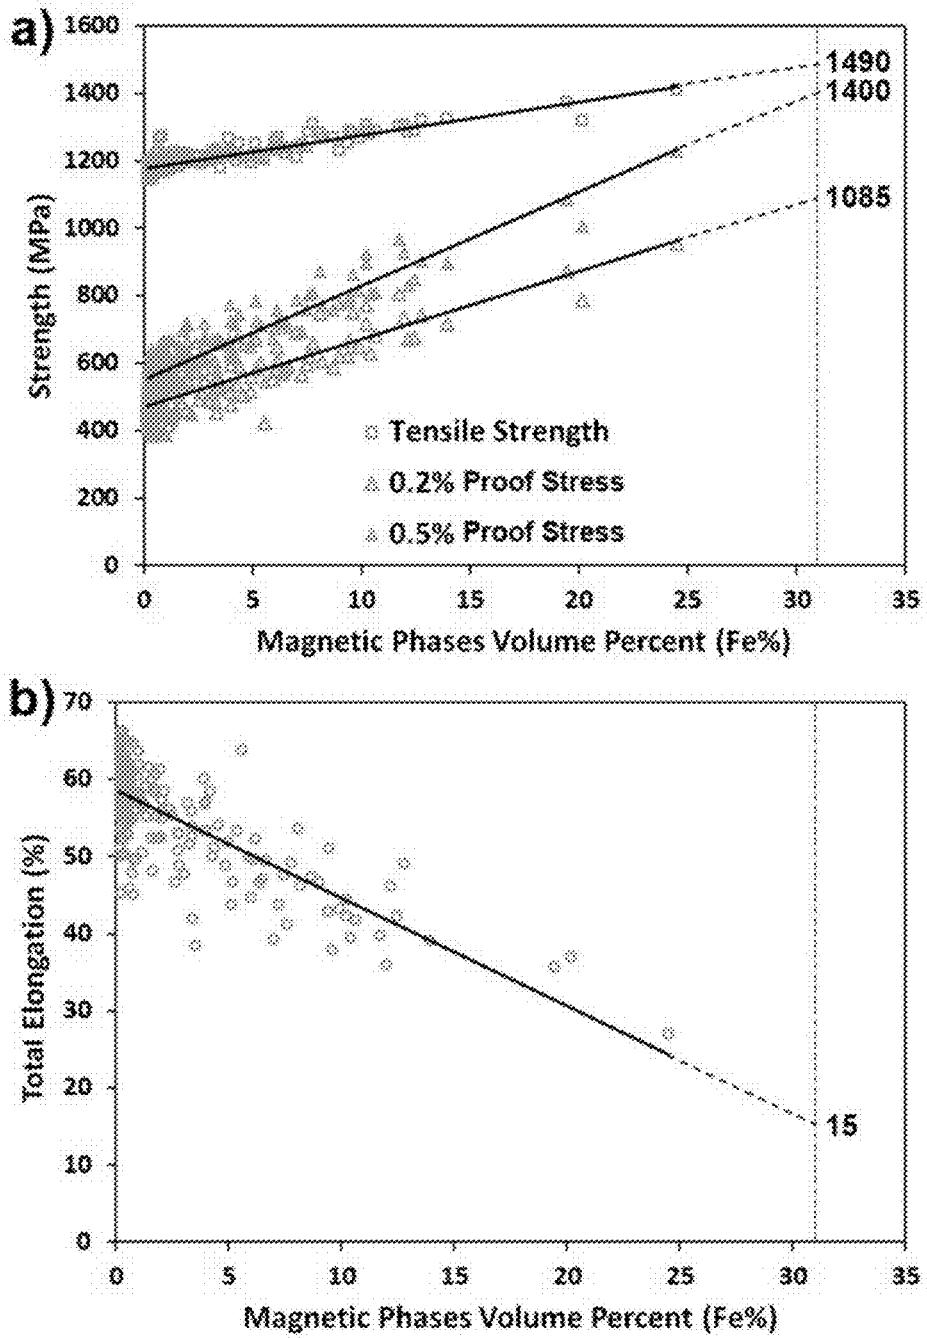 a)
1600
1400
1200
1000
800
600
400
200
0
Strength (MPa)
1490
1400
1085
Tensile Strength
0.2% Proof Stress
0.5% Proof Stress
0 5 10 15 20 25 30 35
Magnetic Phases Volume Percent (Fe%)
b)
70
60
50
40
30
20
10
0
Total Elongation (%)
15
0 5 10 15 20 25 30 35
Magnetic Phases Volume Percent (Fe%)